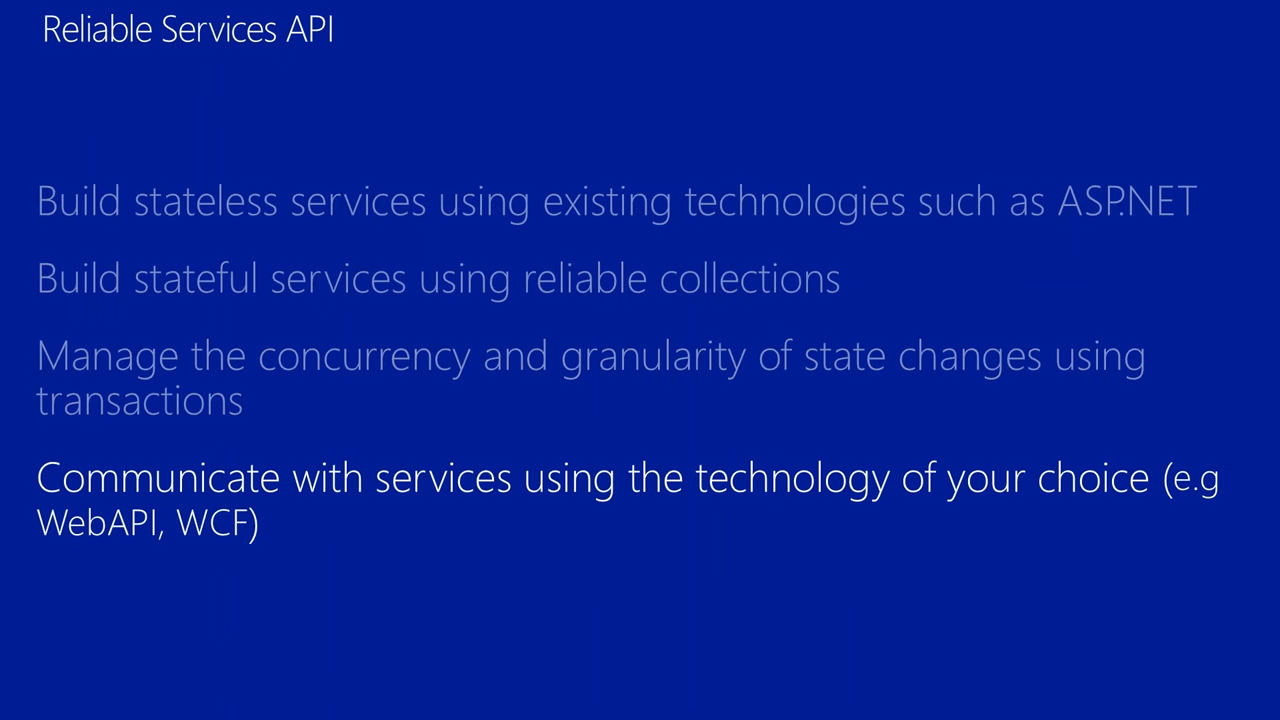 Reliable Services API
Build stateless services using existing technologies such as ASP.NET
Build stateful services using reliable collections
Manage the concurrency and granularity of state changes using
transactions
Communicate with services using the technology of your choice (e.g
WebAPI, WCF)